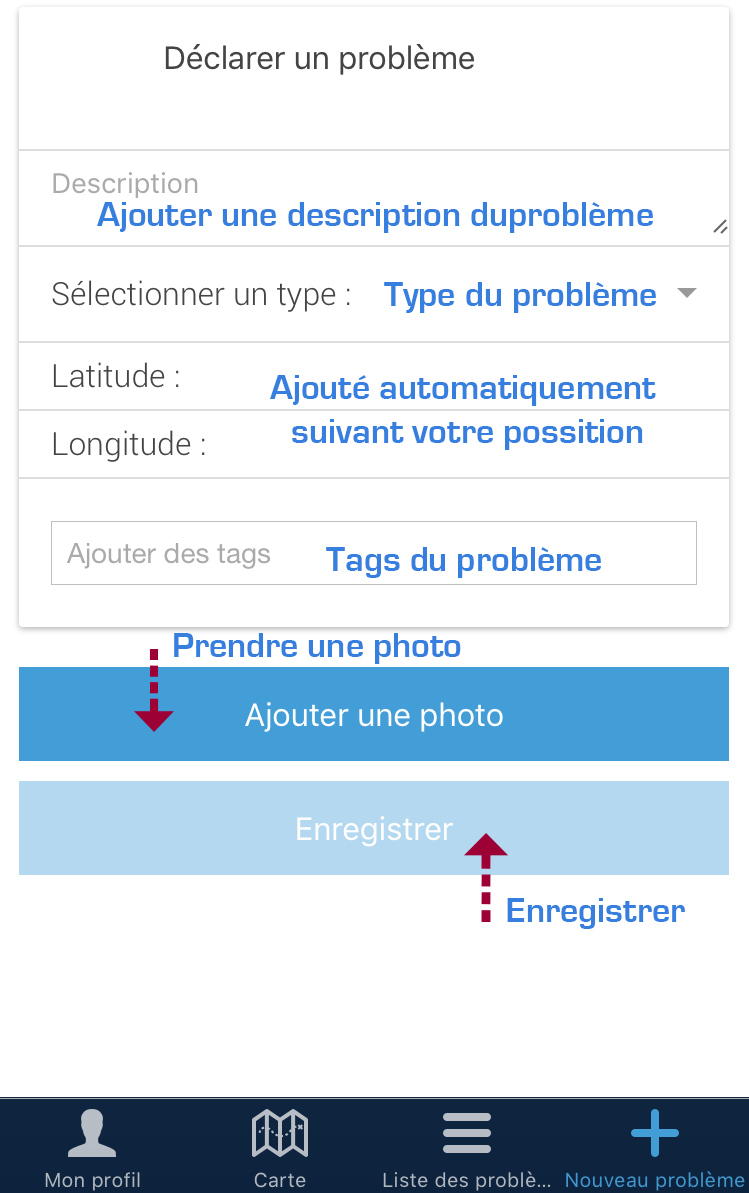 Déclarer un problème
Description
Ajouter une description duproblème
Sélectionner un type : Type du problème
Latitude :
Ajouté automatiquement
suivant votre possition
Longitude :
Ajouter des tags Tags du problème
Prendre une photo
Ajouter une photo
Enregistrer
Enregistrer
Mon profil Carte Liste des problè... Nouveau problème